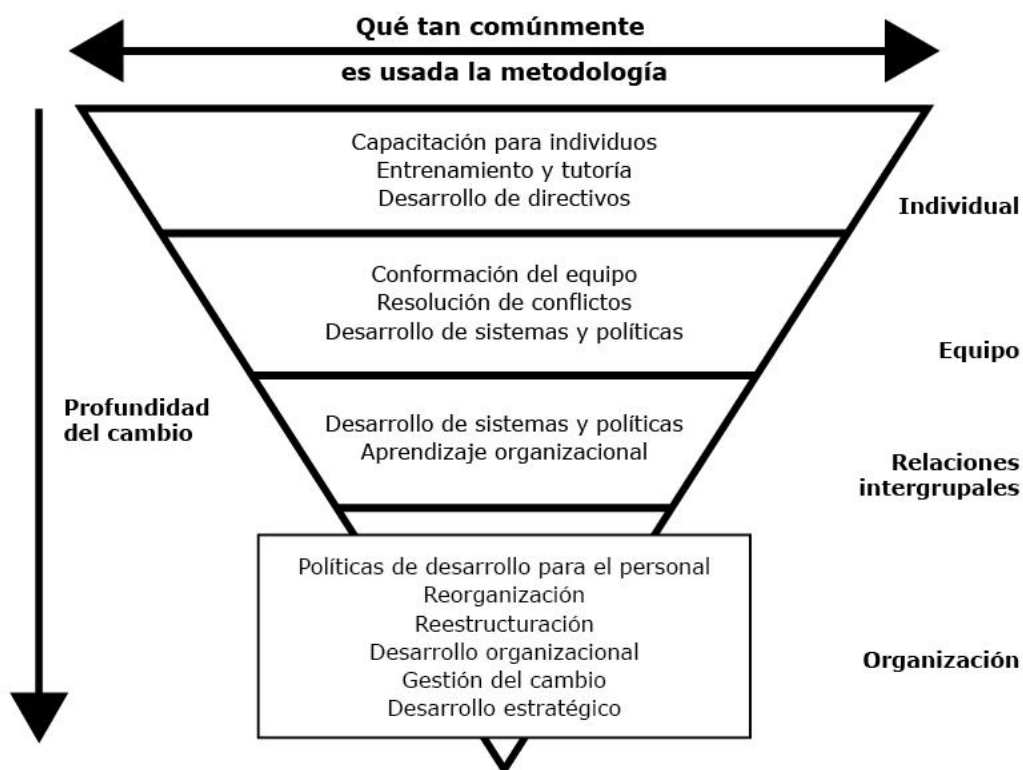 Qué tan comúnmente
es usada la metodología
Capacitación para individuos
Entrenamiento y tutoría
Desarrollo de directivos
Individual
Conformación del equipo
Resolución de conflictos
Desarrollo de sistemas y políticas
Equipo
Profundidad
del cambio
Desarrollo de sistemas y políticas
Aprendizaje organizacional
Relaciones
intergrupales
Políticas de desarrollo para el personal
Reorganización
Reestructuración
Desarrollo organizacional
Gestión del cambio
Desarrollo estratégico
Organización